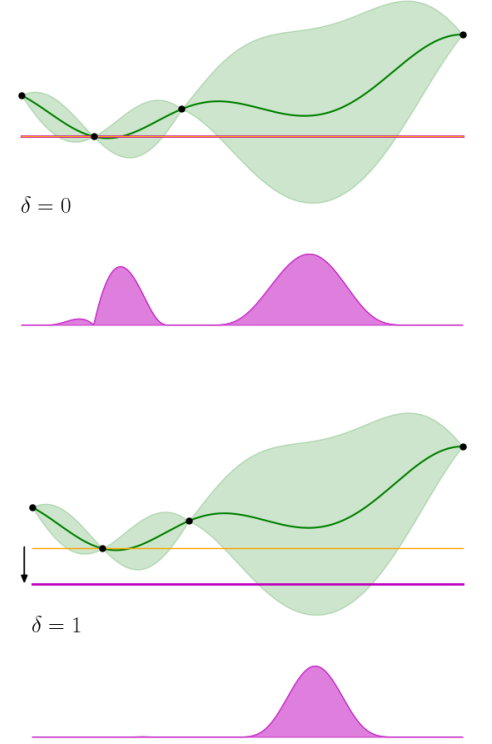 δ = 0
δ = 1